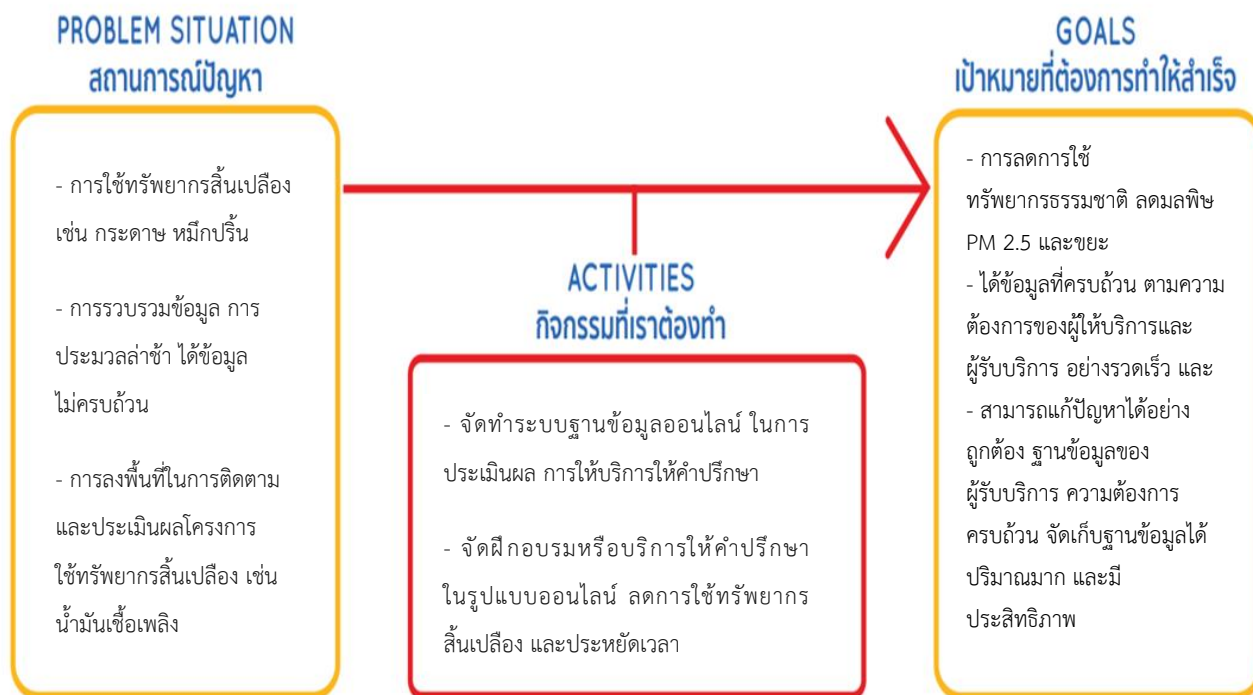 PROBLEM SITUATION
สถานการณ์ปัญหา
- การใช้ทรัพยากรสิ้นเปลือง
เช่น กระดาษ หมึกปริ้น
- การรวบรวมข้อมูล การ
ประมวลล่าช้า ได้ข้อมูล
ไม่ครบถ้วน
- การลงพื้นที่ในการติดตาม
และประเมินผลโครงการ
ใช้ทรัพยากรสิ้นเปลือง เช่น
น้ำมันเชื้อเพลิง
ACTIVITIES
กิจกรรมที่เราต้องทำ
- จัดทำระบบฐานข้อมูลออนไลน์ ในการ
ประเมินผล การให้บริการให้คำปรึกษา
- จัดฝึกอบรมหรือบริการให้คำปรึกษา
ในรูปแบบออนไลน์ ลดการใช้ทรัพยากร
สิ้นเปลือง และประหยัดเวลา
GOALS
เป้าหมายที่ต้องการทำให้สำเร็จ
- การลดการใช้
ทรัพยากรธรรมชาติ ลดมลพิษ
PM 2.5 และขยะ
- ได้ข้อมูลที่ครบถ้วน ตามความ
ต้องการของผู้ให้บริการและ
ผู้รับบริการ อย่างรวดเร็ว และ
- สามารถแก้ปัญหาได้อย่าง
ถูกต้อง ฐานข้อมูลของ
ผู้รับบริการ ความต้องการ
ครบถ้วน จัดเก็บฐานข้อมูลได้
ปริมาณมาก และมี
ประสิทธิภาพ